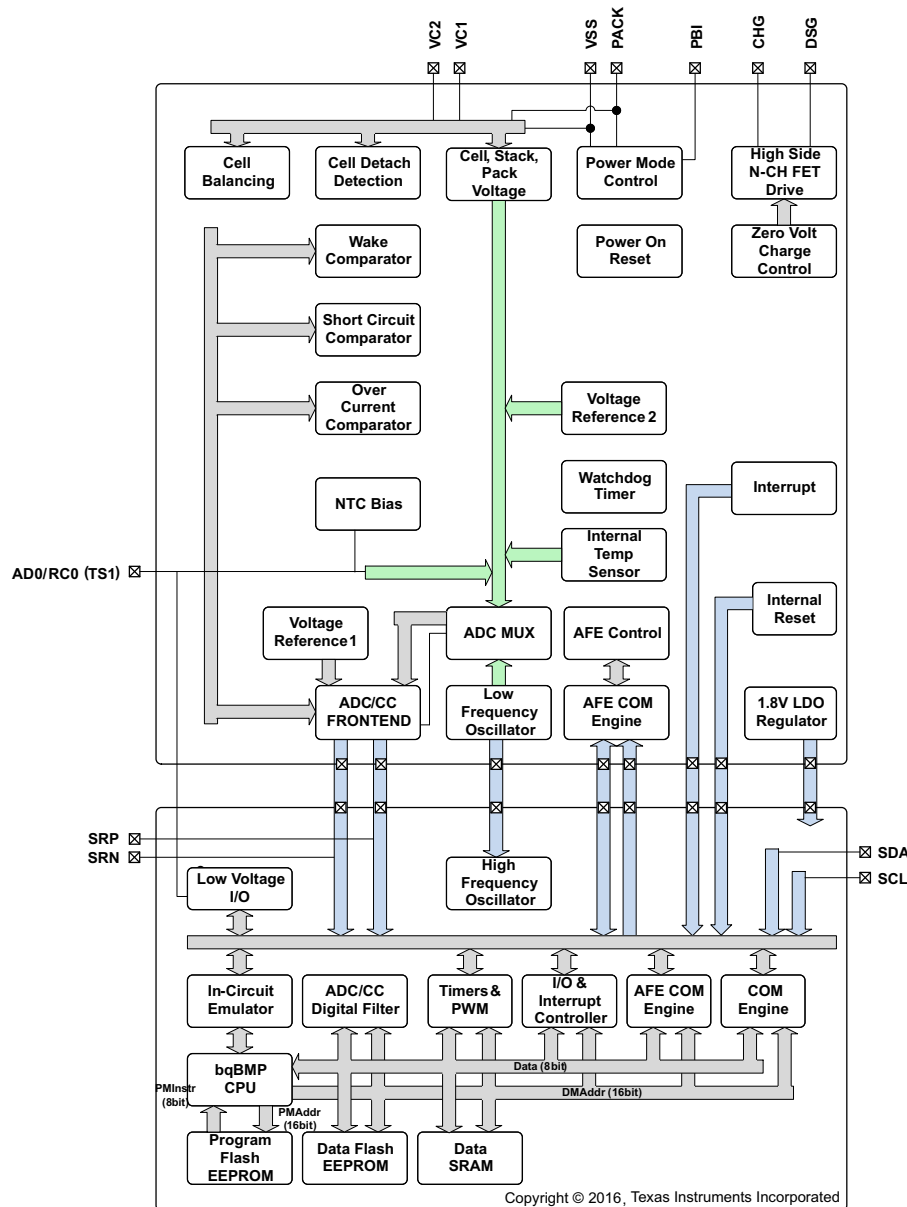 VC2
VC1
VSS
PACK
PBI
CHG
DSG
Cell
Balancing
Cell Detach
Detection
Cell, Stack,
Pack
Voltage
Power Mode
Control
High Side
N-CH FET
Drive
Wake
Comparator
Power On
Reset
Zero Volt
Charge
Control
Short Circuit
Comparator
Over
Current
Comparator
Voltage
Reference 2
NTC Bias
Watchdog
Timer
Interrupt
AD0/RC0 (TS1)
Internal
Temp
Sensor
Voltage
Reference 1
ADC MUX
AFE Control
Internal
Reset
ADC/CC
FRONTEND
Low
Frequency
Oscillator
AFE COM
Engine
1.8V LDO
Regulator
SRP
SRN
SDA
SCL
Low Voltage
I/O
High
Frequency
Oscillator
In-Circuit
Emulator
ADC/CC
Digital Filter
Timers &
PWM
I/O &
Interrupt
Controller
AFE COM
Engine
COM
Engine
bqBMP
CPU
Data (8bit)
DMAddr (16bit)
PMInstr
(8bit)
PMAddr
(16bit)
Program
Flash
EEPROM
Data Flash
EEPROM
Data
SRAM
Copyright © 2016, Texas Instruments Incorporated